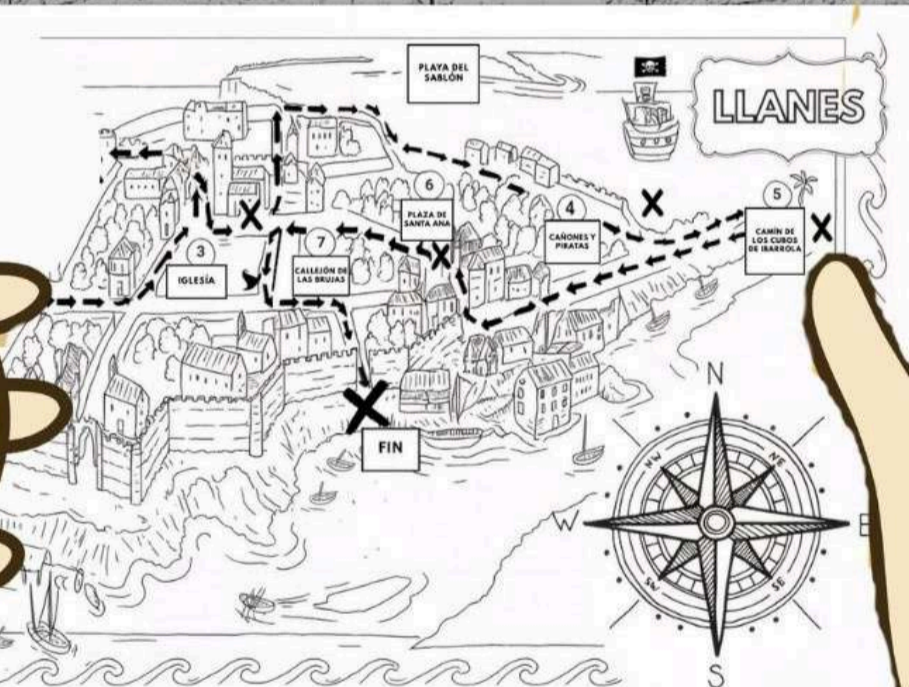 PLAYA DEL
SABLÓN
LLANES
6
PLAZA DE
SANTA ANA
4
CAÑONES Y
PIRATAS
5
CAMÍN DE
LOS CUBOS
DE IBARROLA
3
IGLESÍA
7
CALLEJÓN DE
LAS BRUJAS
FIN
N
NW
NE
W
E
SW
SE
S